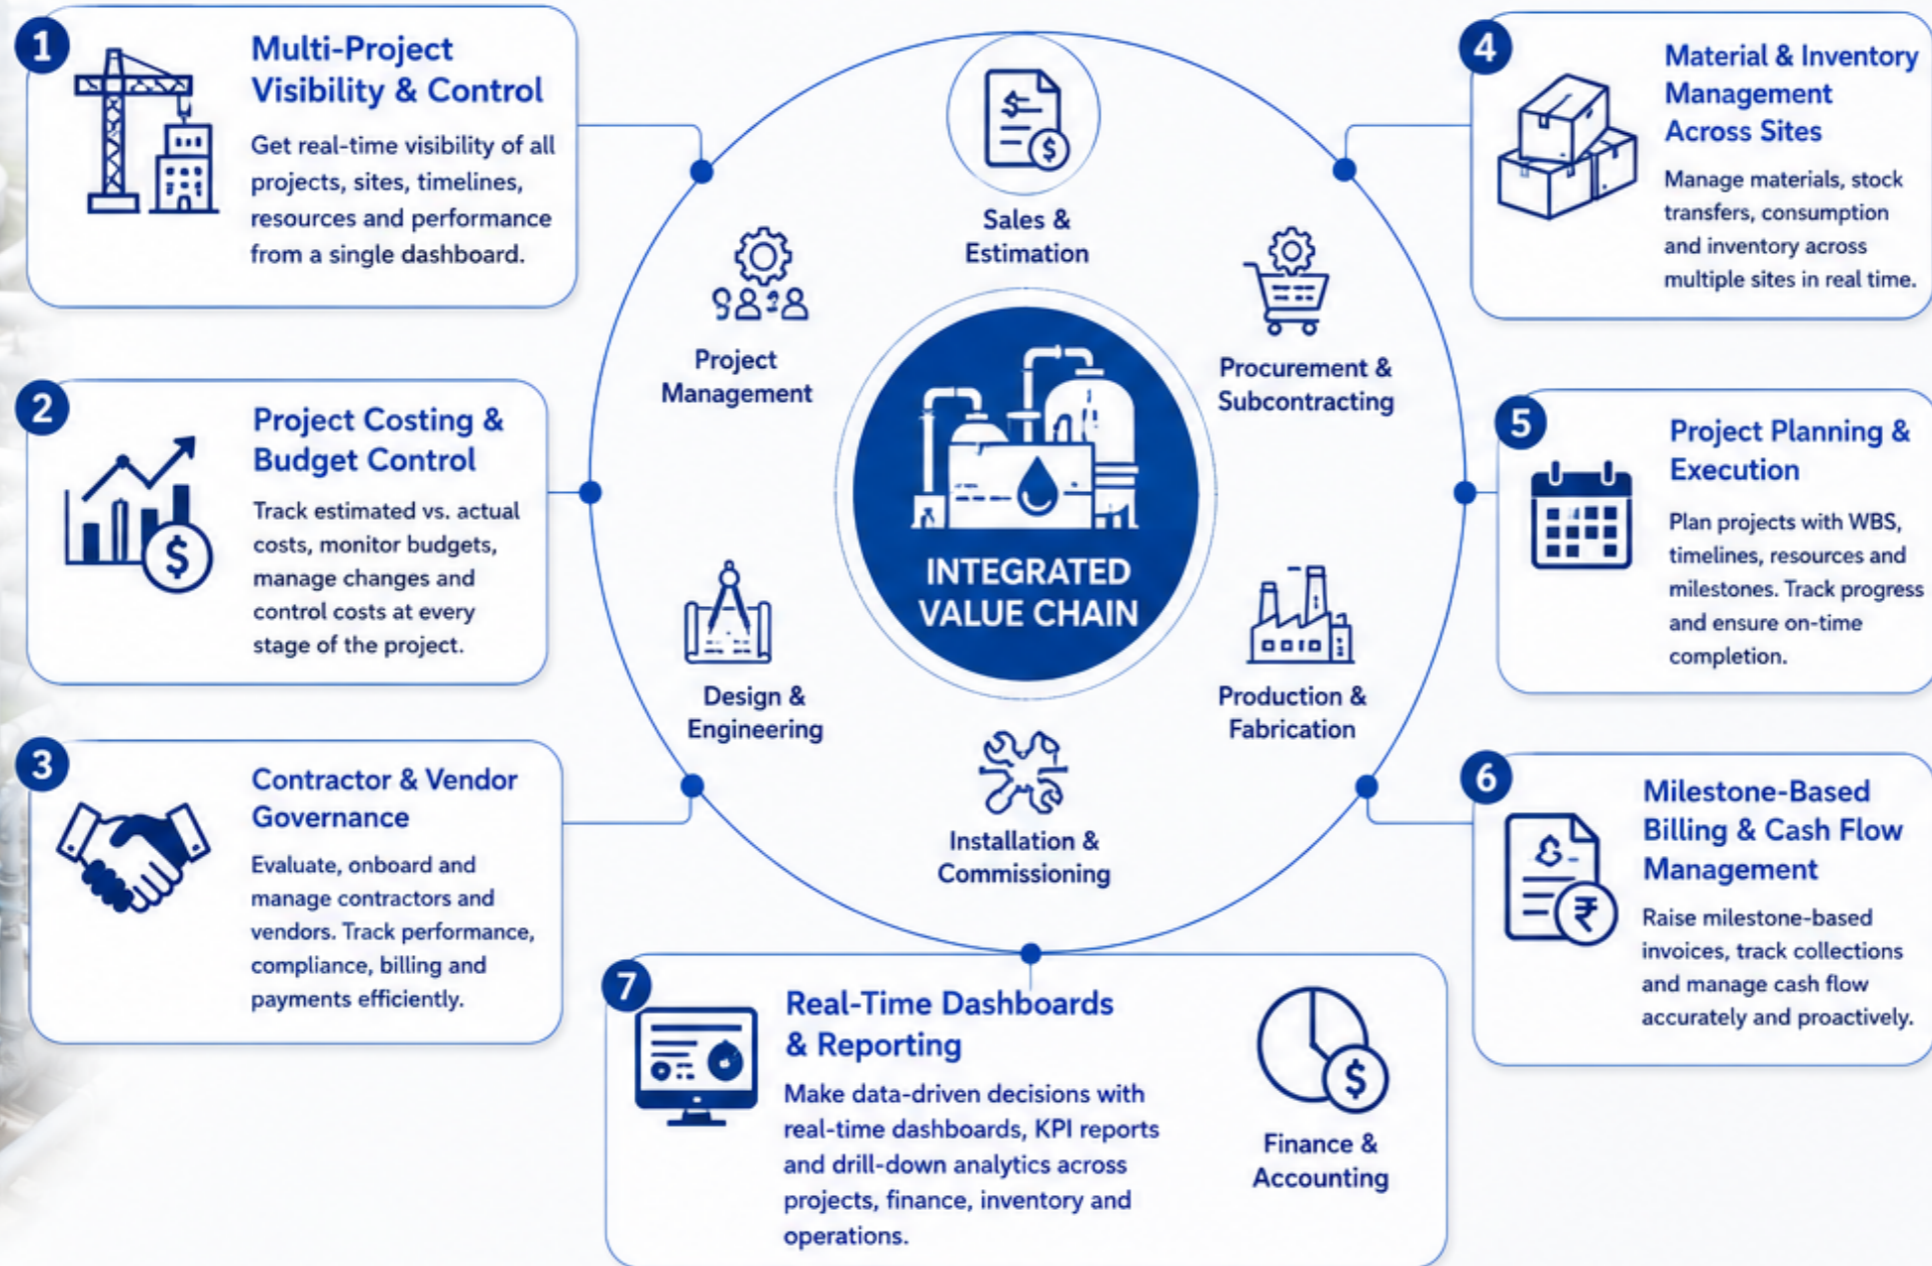 1
Multi-Project
Visibility & Control
Get real-time visibility of all
projects, sites, timelines,
resources and performance
from a single dashboard.
2
Project Costing &
Budget Control
Track estimated vs. actual
costs, monitor budgets,
manage changes and
control costs at every
stage of the project.
$
3
Contractor & Vendor
Governance
Evaluate, onboard and
manage contractors and
vendors. Track performance,
compliance, billing and
payments efficiently.
$
Sales &
Estimation
Project
Management
Procurement &
Subcontracting
INTEGRATED
VALUE CHAIN
Design &
Engineering
Production &
Fabrication
Installation &
Commissioning
4
Material & Inventory
Management
Across Sites
Manage materials, stock
transfers, consumption
and inventory across
multiple sites in real time.
5
Project Planning &
Execution
Plan projects with WBS,
timelines, resources and
milestones. Track progress
and ensure on-time
completion.
6
Milestone-Based
Billing & Cash Flow
Management
₹
Raise milestone-based
invoices, track collections
and manage cash flow
accurately and proactively.
7
Real-Time Dashboards
& Reporting
Make data-driven decisions with
real-time dashboards, KPI reports
and drill-down analytics across
projects, finance, inventory and
operations.
$
Finance &
Accounting